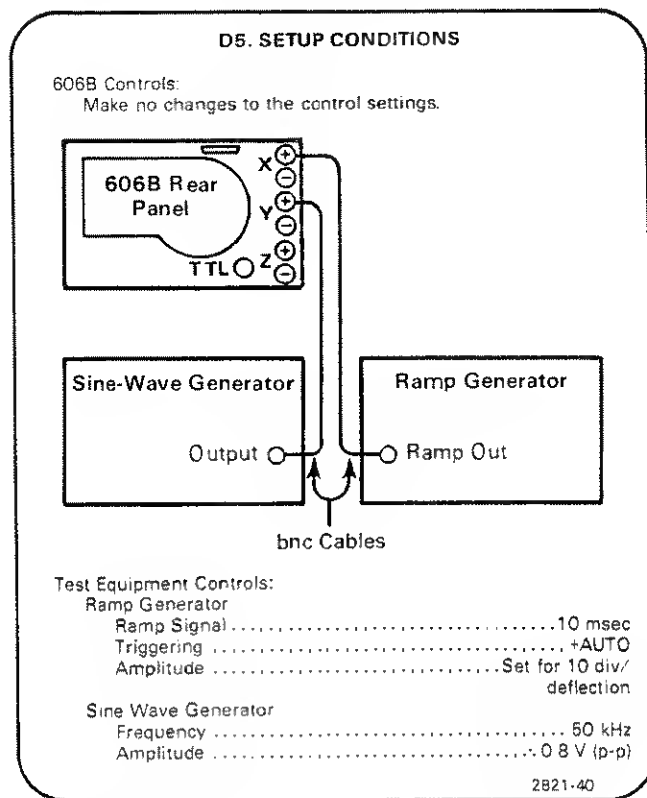 D5. SETUP CONDITIONS
606B Controls:
Make no changes to the control settings.
606B Rear
Panel
X + −
Y + −
Z + −
TTL
Sine-Wave Generator
Output
Ramp Generator
Ramp Out
bnc Cables
Test Equipment Controls:
Ramp Generator
Ramp Signal ................................ 10 msec
Triggering ................................ +AUTO
Amplitude ........................ Set for 10 div/
deflection
Sine Wave Generator
Frequency ................................ 50 kHz
Amplitude ................................ 0.8 V (p-p)
2821-40